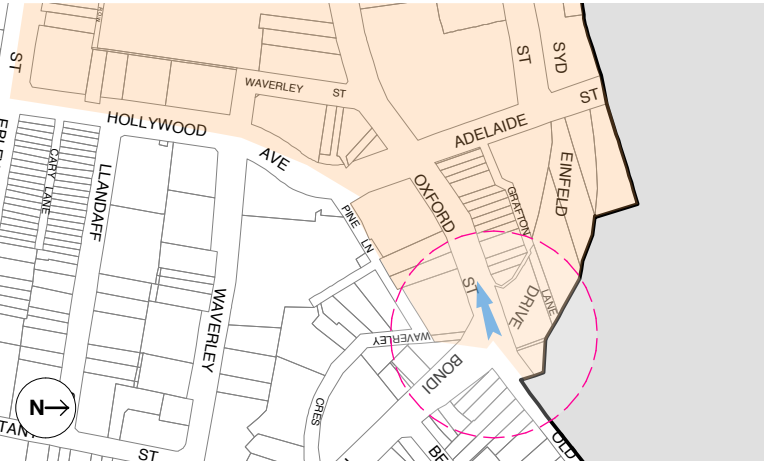 ST
WAVERLEY ST
ST
SYD
ST
HOLLYWOOD
AVE
ADELAIDE
EINFELD
CARY LANE
LLANDAFF
OXFORD
GRAFTON
PINE LN
ST
LANE
DRIVE
WAVERLEY
WAVERLEY
BONDI
CRES
N
ST
OLD